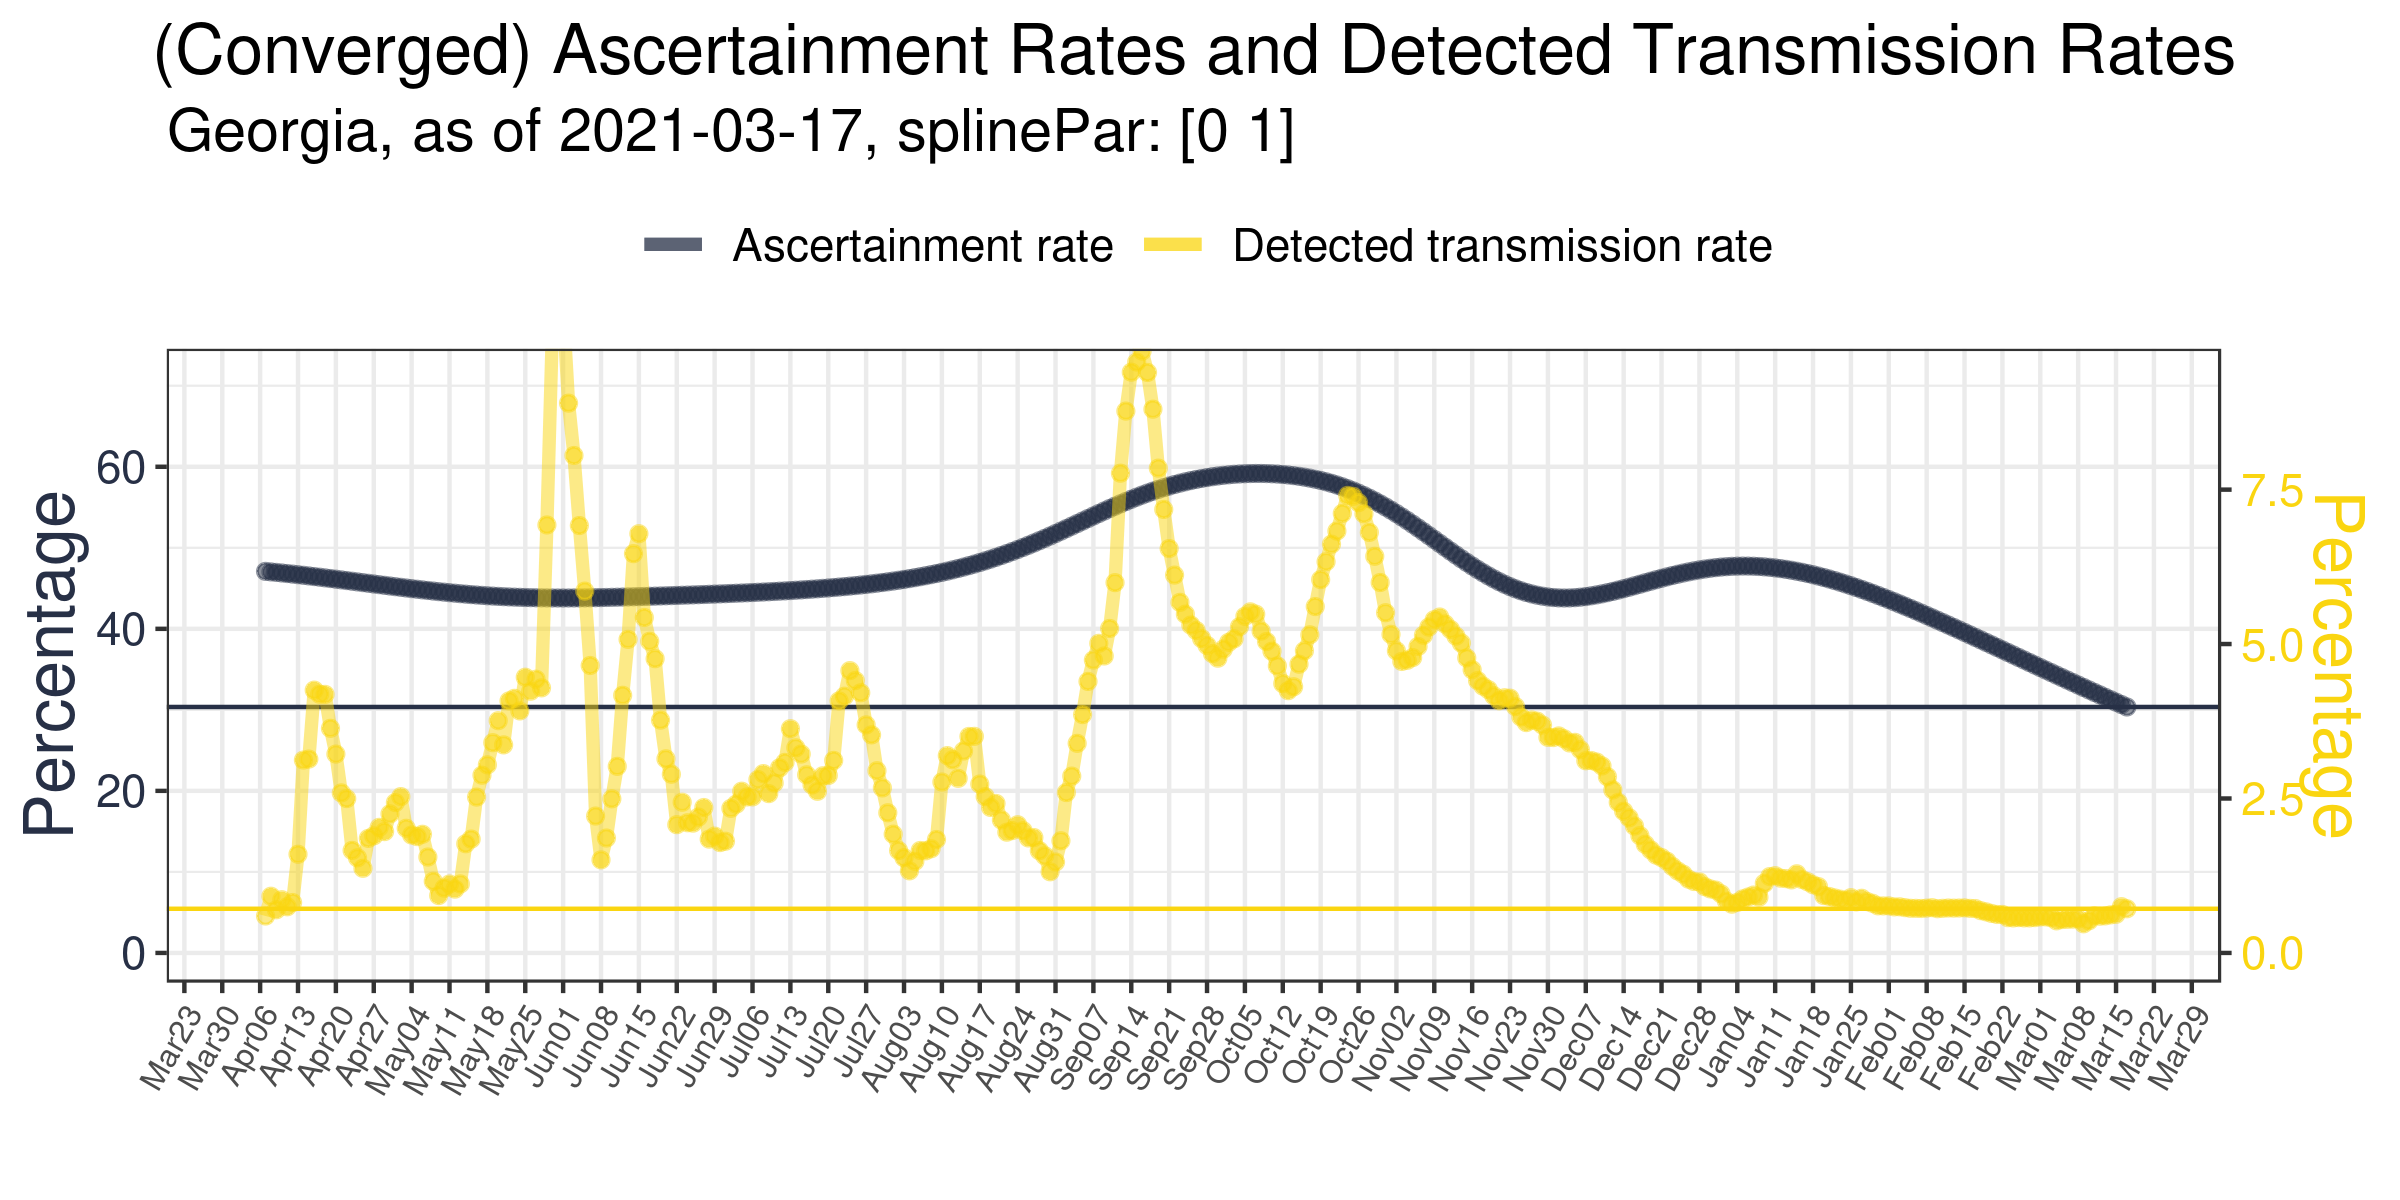 (Converged) Ascertainment Rates and Detected Transmission Rates
Georgia, as of 2021-03-17, splinePar: [0 1]
Ascertainment rate
Detected transmission rate
Percentage
60
40
20
0
7.5
5.0
2.5
0.0
Percentage
Mar23
Mar30
Apr06
Apr13
Apr20
Apr27
May04
May11
May18
May25
Jun01
Jun08
Jun15
Jun22
Jun29
Jul06
Jul13
Jul20
Jul27
Aug03
Aug10
Aug17
Aug24
Aug31
Sep07
Sep14
Sep21
Sep28
Oct05
Oct12
Oct19
Oct26
Nov02
Nov09
Nov16
Nov23
Nov30
Dec07
Dec14
Dec21
Dec28
Jan04
Jan11
Jan18
Jan25
Feb01
Feb08
Feb15
Feb22
Mar01
Mar08
Mar15
Mar22
Mar29